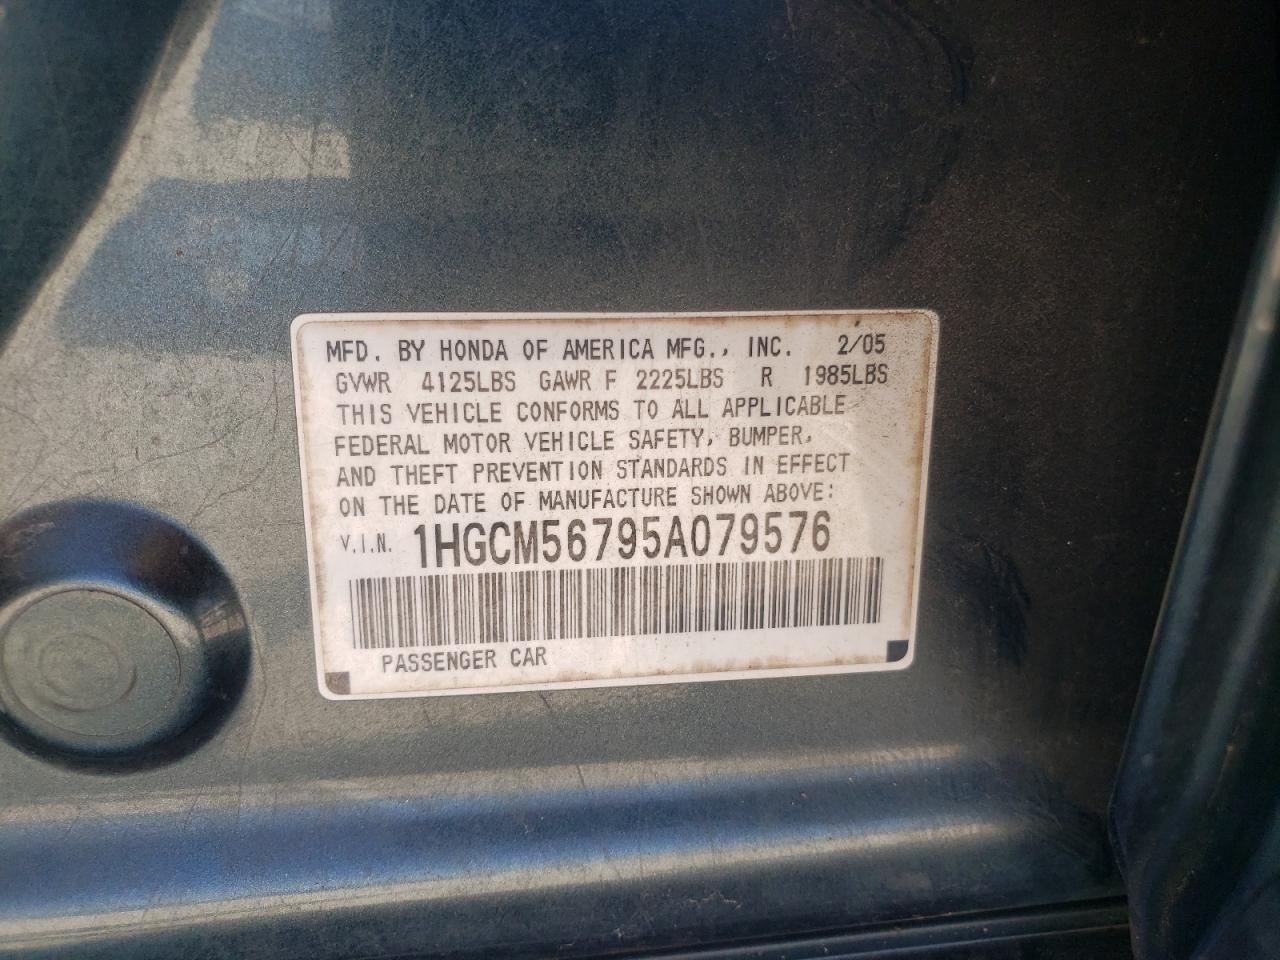 MFD. BY HONDA OF AMERICA MFG., INC. 2/05
GVWR 4125LBS GAWR F 2225LBS R 1985LBS
THIS VEHICLE CONFORMS TO ALL APPLICABLE
FEDERAL MOTOR VEHICLE SAFETY, BUMPER,
AND THEFT PREVENTION STANDARDS IN EFFECT
ON THE DATE OF MANUFACTURE SHOWN ABOVE:
V.I.N. 1HGCM56795A079576
PASSENGER CAR